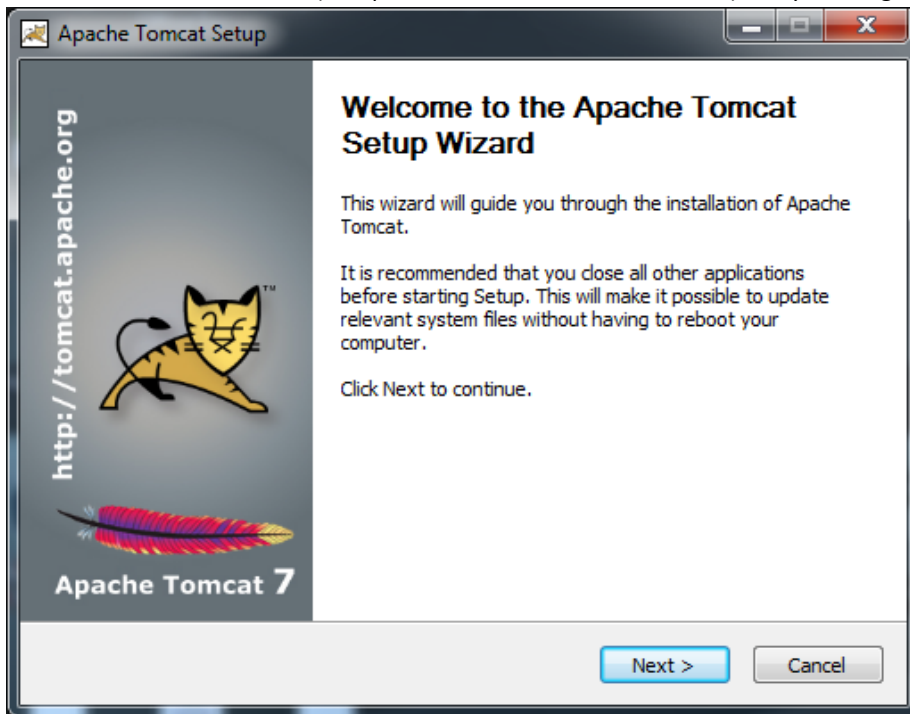 Apache Tomcat Setup
http://tomcat.apache.org
Apache Tomcat 7
Welcome to the Apache Tomcat
Setup Wizard
This wizard will guide you through the installation of Apache
Tomcat.
It is recommended that you close all other applications
before starting Setup. This will make it possible to update
relevant system files without having to reboot your
computer.
Click Next to continue.
TM
Next >
Cancel